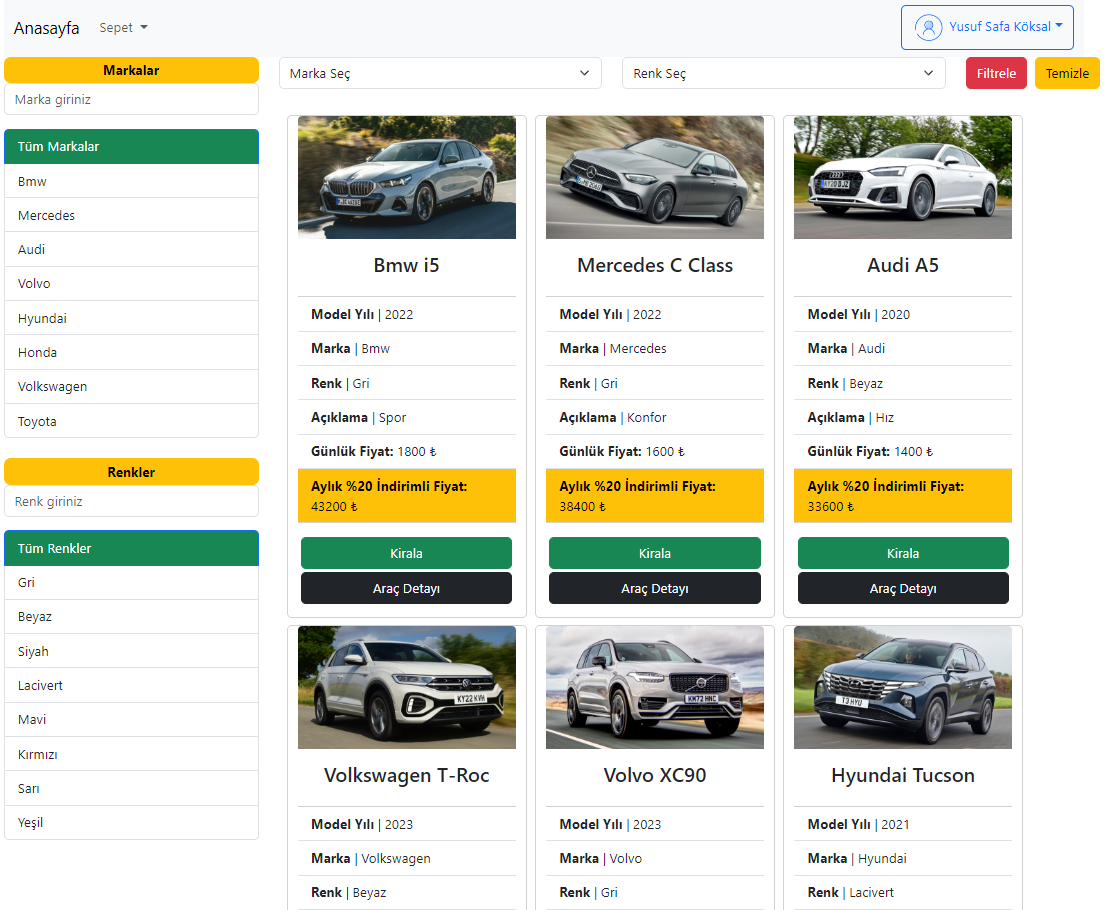 Anasayfa
Sepet
Yusuf Safa Köksal
Markalar
Marka giriniz
Tüm Markalar
Bmw
Mercedes
Audi
Volvo
Hyundai
Honda
Volkswagen
Toyota
Renkler
Renk giriniz
Tüm Renkler
Gri
Beyaz
Siyah
Lacivert
Mavi
Kırmızı
Sarı
Yeşil
Marka Seç
Renk Seç
Filtrele
Temizle
Bmw i5
Model Yılı | 2022
Marka | Bmw
Renk | Gri
Açıklama | Spor
Günlük Fiyat: 1800 ₺
Aylık %20 İndirimli Fiyat:
43200 ₺
Kirala
Araç Detayı
Mercedes C Class
Model Yılı | 2022
Marka | Mercedes
Renk | Gri
Açıklama | Konfor
Günlük Fiyat: 1600 ₺
Aylık %20 İndirimli Fiyat:
38400 ₺
Kirala
Araç Detayı
Audi A5
Model Yılı | 2020
Marka | Audi
Renk | Beyaz
Açıklama | Hız
Günlük Fiyat: 1400 ₺
Aylık %20 İndirimli Fiyat:
33600 ₺
Kirala
Araç Detayı
KY22 KVH
Volkswagen T-Roc
Model Yılı | 2023
Marka | Volkswagen
Renk | Beyaz
KM72 HNC
Volvo XC90
Model Yılı | 2023
Marka | Volvo
Renk | Gri
T3 HYU
Hyundai Tucson
Model Yılı | 2021
Marka | Hyundai
Renk | Lacivert